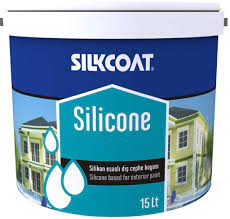 SILKCOAT®
Silicone
Silikon esaslı dış cephe boyası
Silicone based for exterior paint
15 Lt